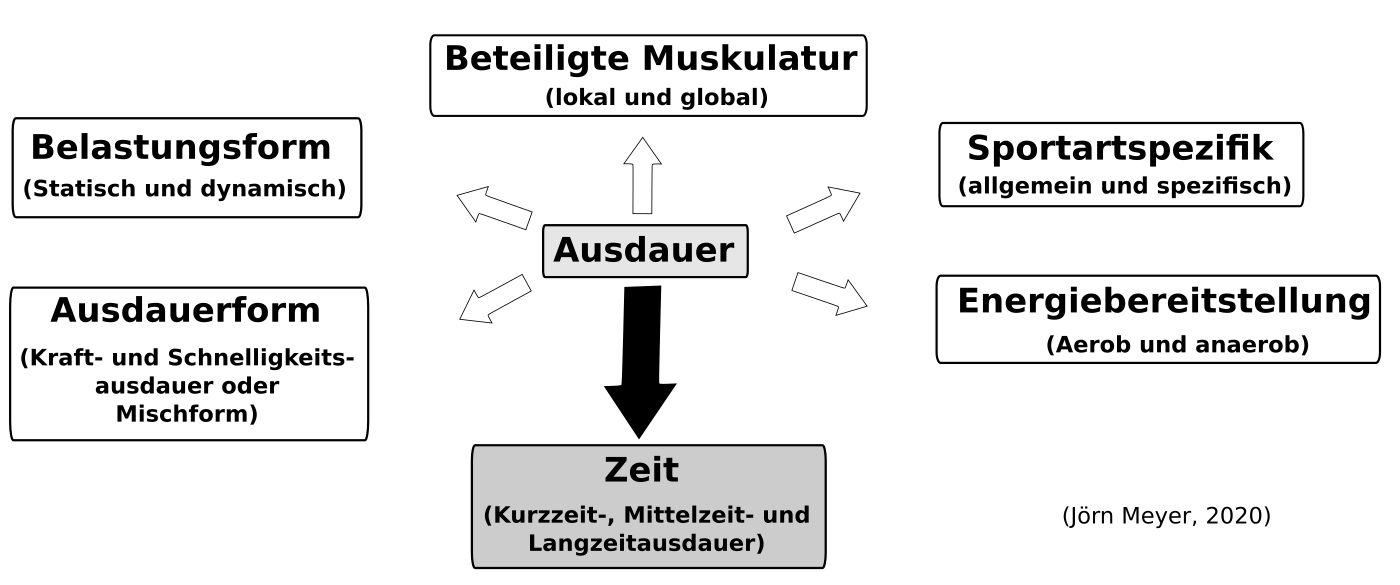 Beteiligte Muskulatur
(lokal und global)
Belastungsform
(Statisch und dynamisch)
Sportartspezifik
(allgemein und spezifisch)
Ausdauer
Ausdauerform
(Kraft- und Schnelligkeits-
ausdauer oder
Mischform)
Energiebereitstellung
(Aerob und anaerob)
Zeit
(Kurzzeit-, Mittelzeit- und
Langzeitausdauer)
(Jörn Meyer, 2020)